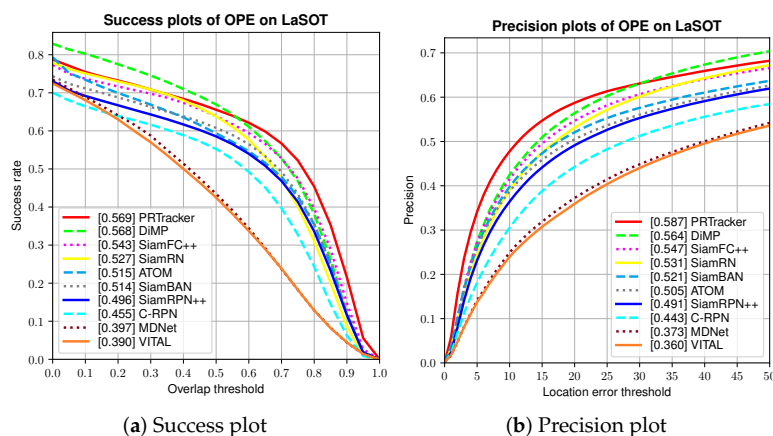 Success plots of OPE on LaSOT
Success rate
0.8
0.7
0.6
0.5
0.4
0.3
0.2
0.1
0.0
[0.569] PRTracker
[0.568] DiMP
[0.543] SiamFC++
[0.527] SiamRN
[0.515] ATOM
[0.514] SiamBAN
[0.496] SiamRPN++
[0.455] C-RPN
[0.397] MDNet
[0.390] VITAL
0.0 0.1 0.2 0.3 0.4 0.5 0.6 0.7 0.8 0.9 1.0
Overlap threshold
(a) Success plot
Precision plots of OPE on LaSOT
Precision
0.7
0.6
0.5
0.4
0.3
0.2
0.1
0.0
[0.587] PRTracker
[0.564] DiMP
[0.547] SiamFC++
[0.531] SiamRN
[0.521] SiamBAN
[0.505] ATOM
[0.491] SiamRPN++
[0.443] C-RPN
[0.373] MDNet
[0.360] VITAL
0 5 10 15 20 25 30 35 40 45 50
Location error threshold
(b) Precision plot